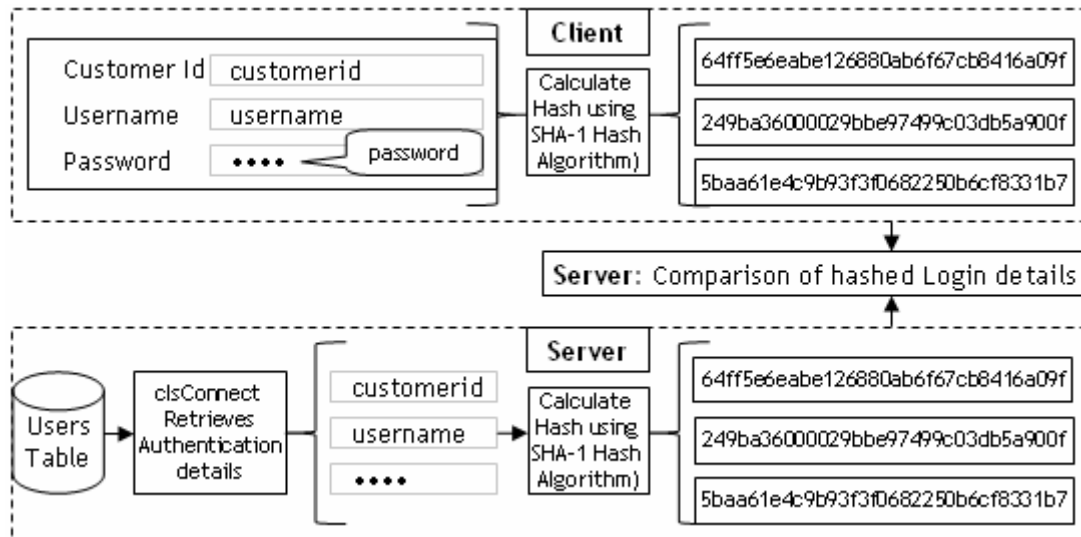 Client
Customer Id customerid
Username username
Password •••• password
Calculate
Hash using
SHA-1 Hash
Algorithm)
64ff5e6eabe126880ab6f67cb8416a09f
249ba36000029bbe97499c03db5a900f
5baa61e4c9b93f3f0682250b6cf8331b7
Server: Comparison of hashed Login details
Server
Users
Table
clsConnect
Retrieves
Authentication
details
customerid
username
••••
Calculate
Hash using
SHA-1 Hash
Algorithm)
64ff5e6eabe126880ab6f67cb8416a09f
249ba36000029bbe97499c03db5a900f
5baa61e4c9b93f3f0682250b6cf8331b7